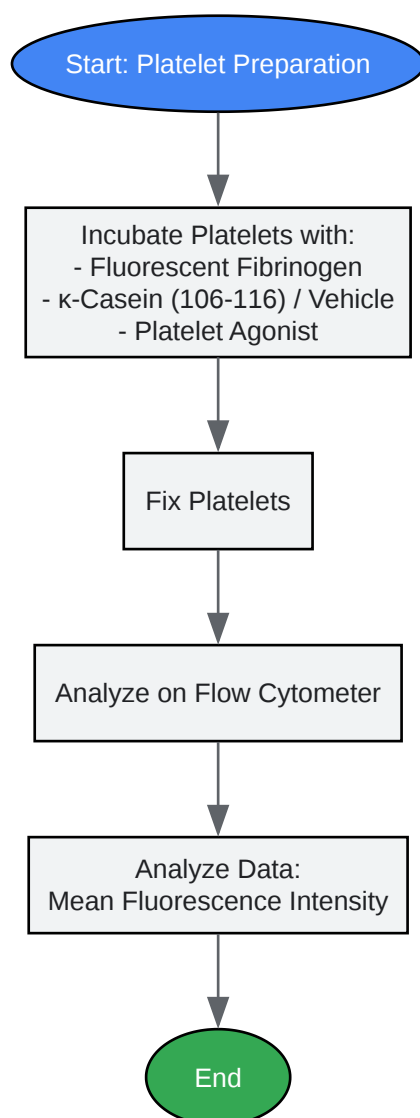 Start: Platelet Preparation
Incubate Platelets with:
- Fluorescent Fibrinogen
- κ-Casein (106-116) / Vehicle
- Platelet Agonist
Fix Platelets
Analyze on Flow Cytometer
Analyze Data:
Mean Fluorescence Intensity
End